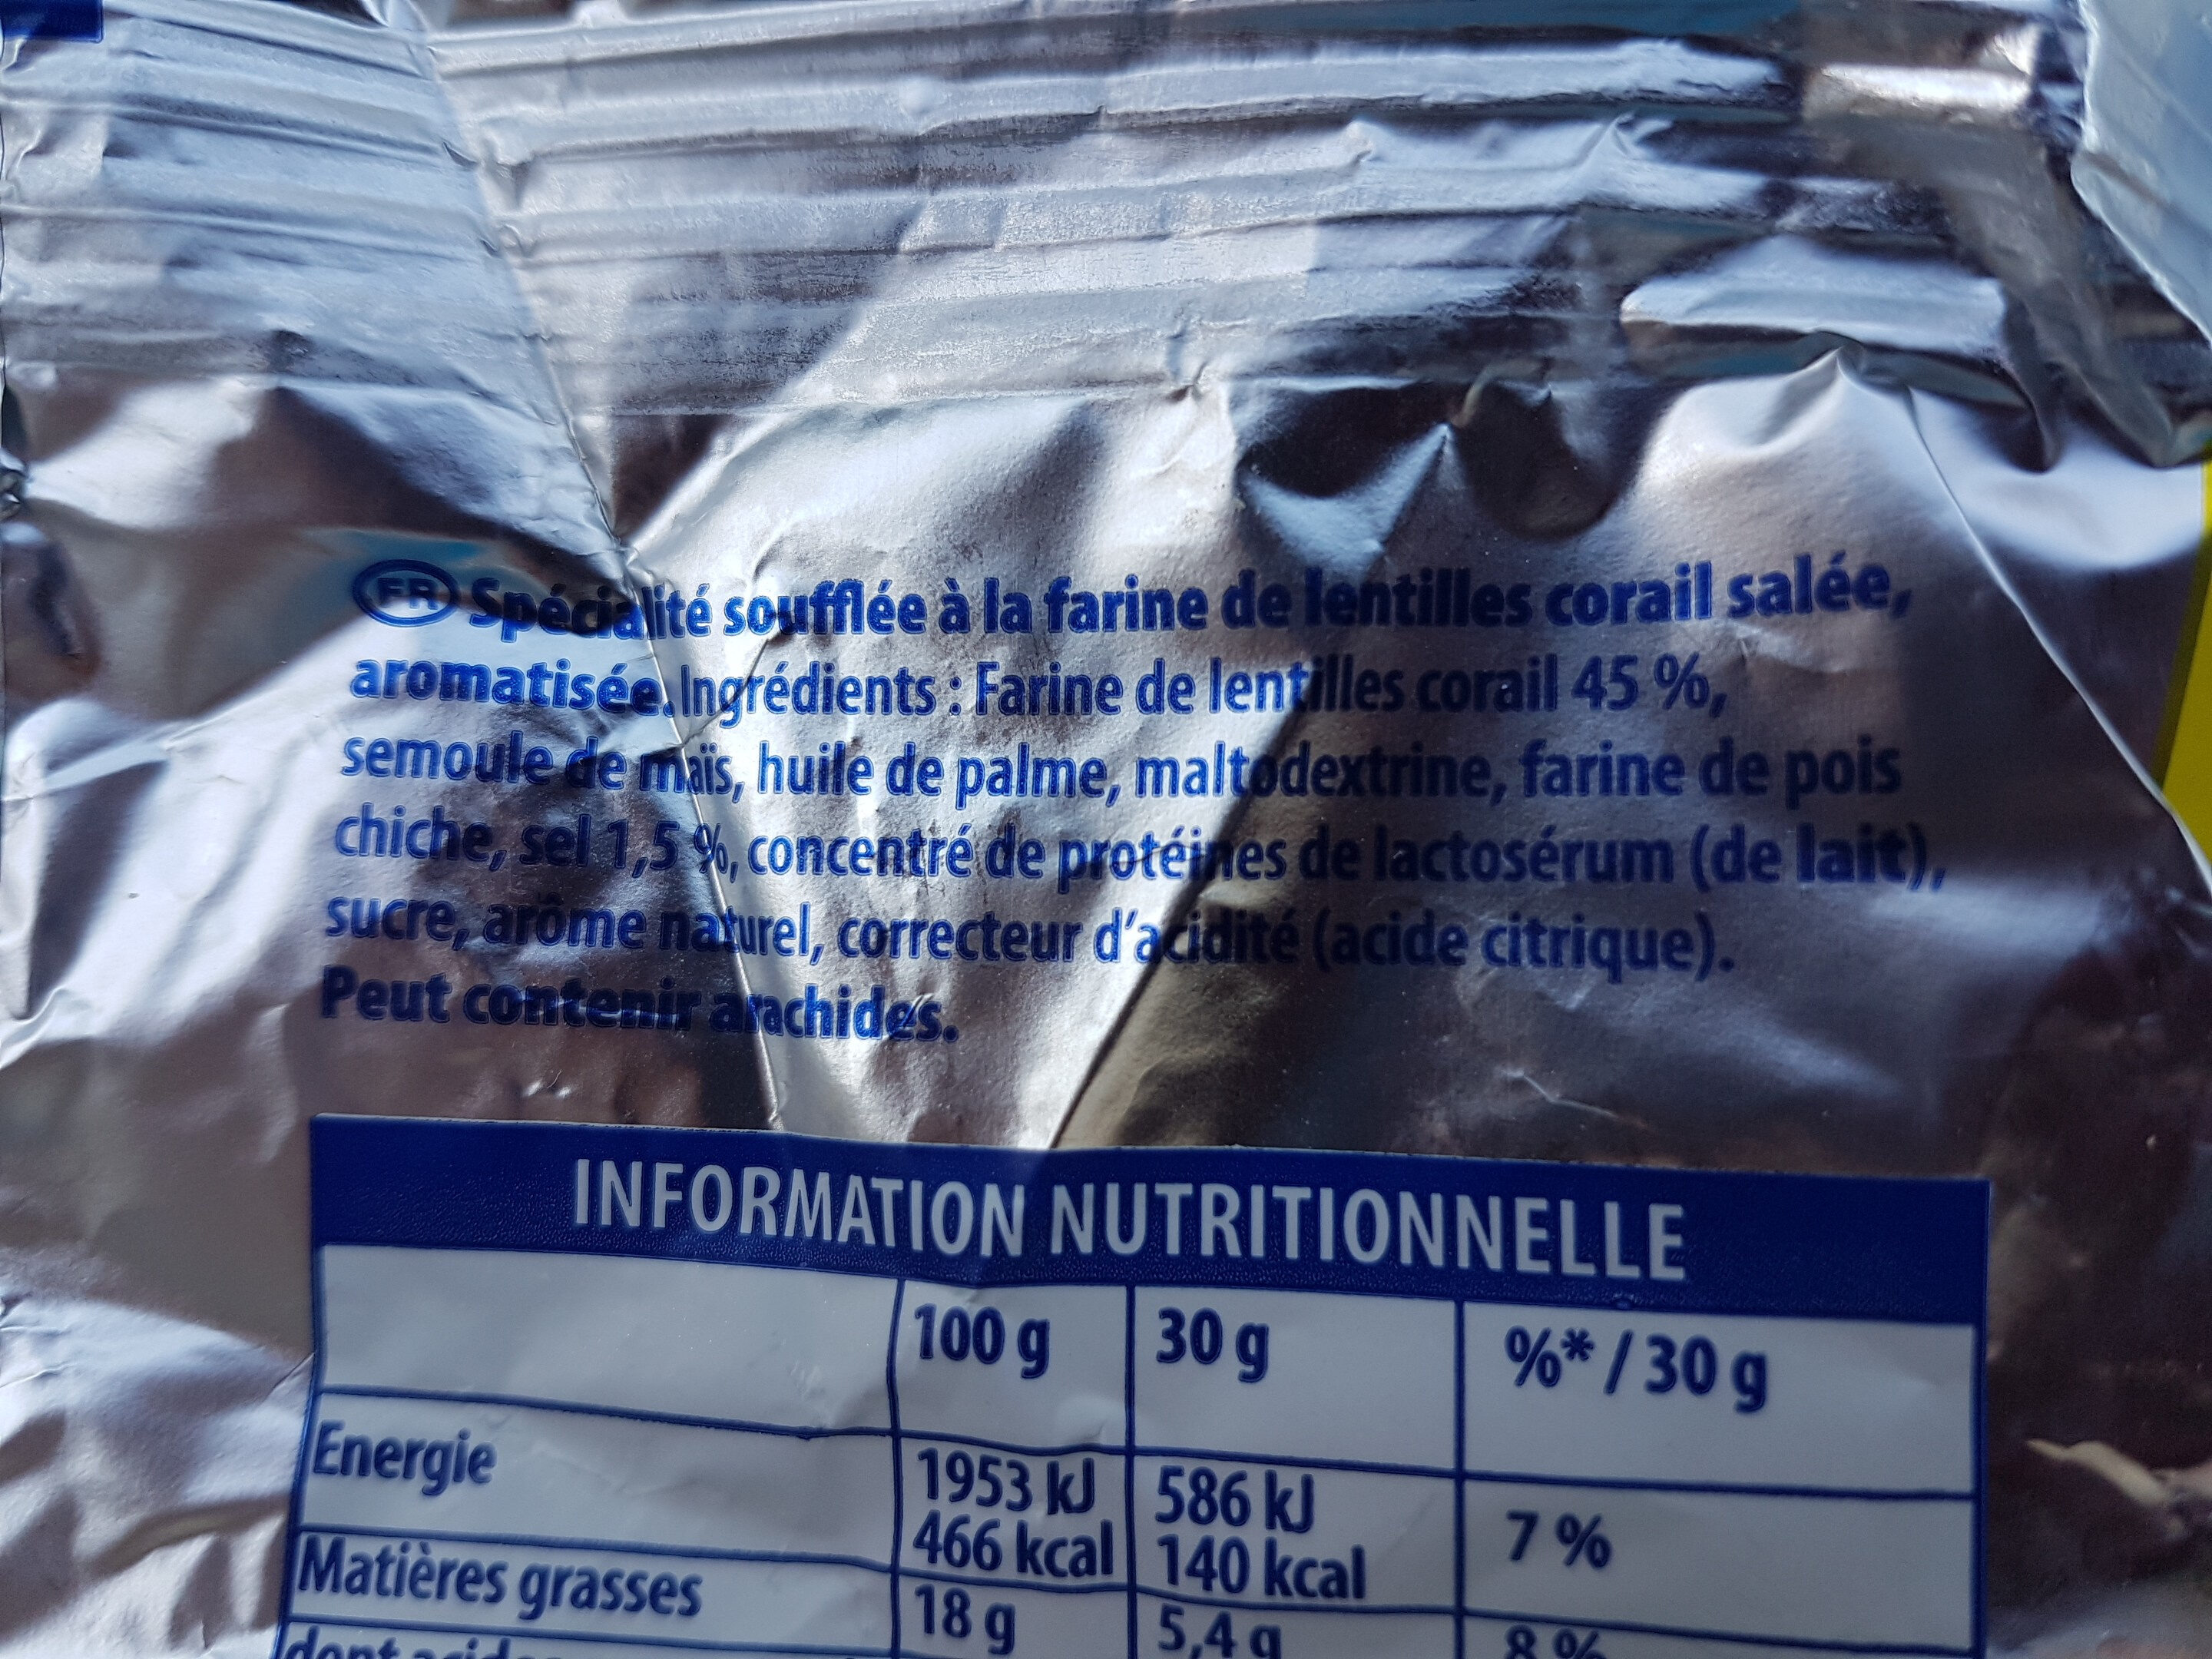 FR Spécialité soufflée à la farine de lentilles corail salée,
aromatisée. Ingrédients : Farine de lentilles corail 45 %,
semoule de maïs, huile de palme, maltodextrine, farine de pois
chiche, sel 1,5 %, concentré de protéines de lactosérum (de lait),
sucre, arôme naturel, correcteur d'acidité (acide citrique).
Peut contenir arachides.
INFORMATION NUTRITIONNELLE
100 g 30 g %* / 30 g
Energie 1953 kJ 586 kJ 7 %
466 kcal 140 kcal
Matières grasses 18 g 5,4 g 8 %
dont acides